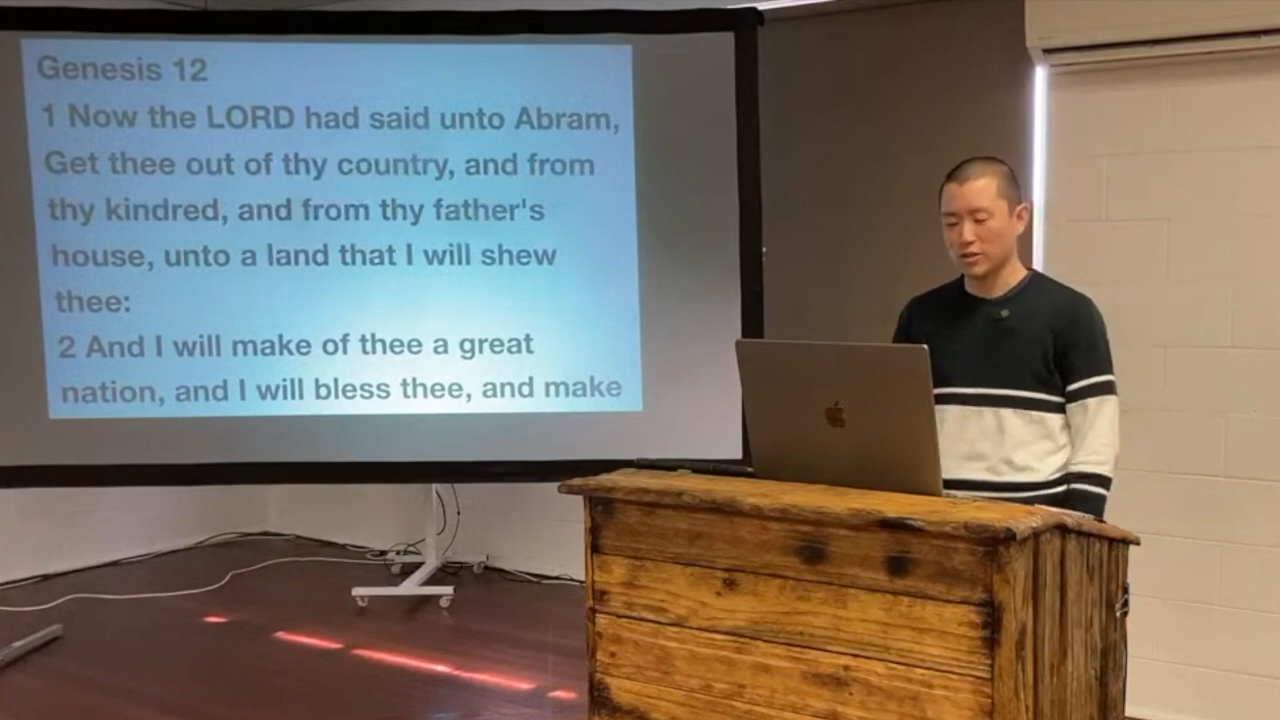 Genesis 12
1 Now the LORD had said unto Abram,
Get thee out of thy country, and from
thy kindred, and from thy father's
house, unto a land that I will shew
thee:
2 And I will make of thee a great
nation, and I will bless thee, and make